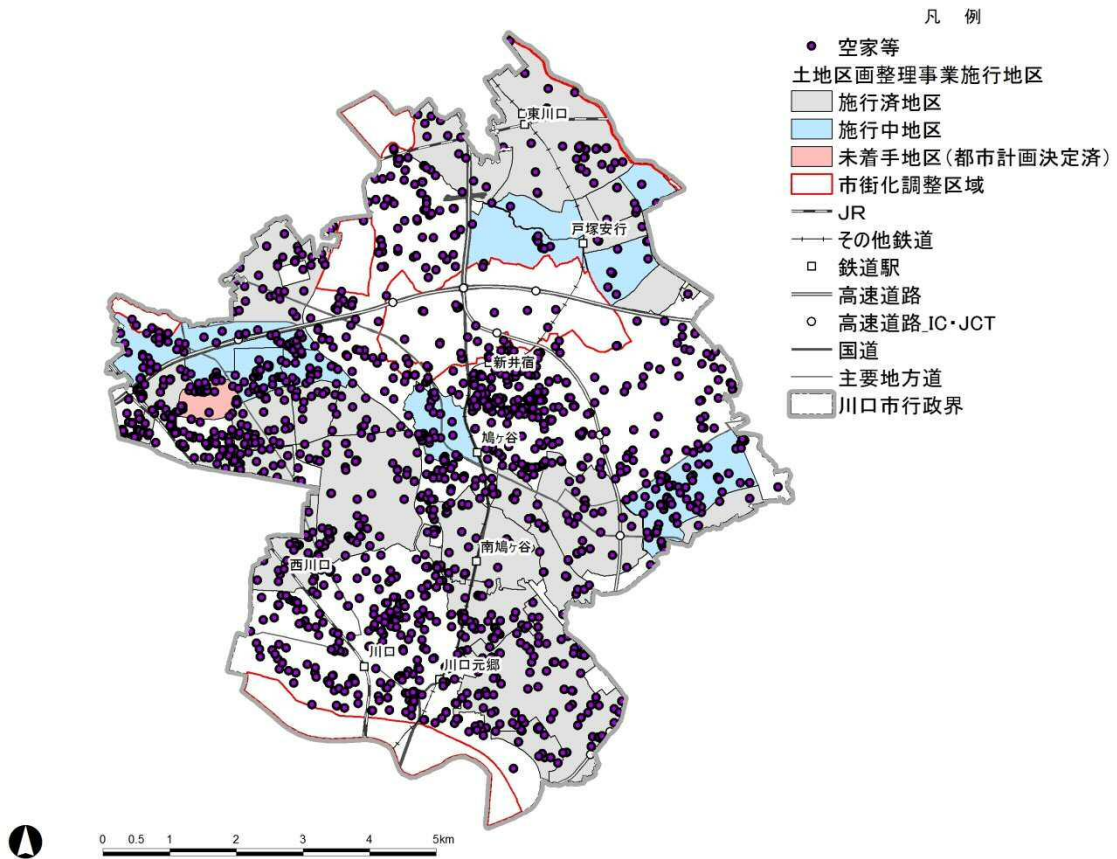 凡 例
空家等
土地区画整理事業施行地区
施行済地区
施行中地区
未着手地区(都市計画決定済)
市街化調整区域
JR
その他鉄道
鉄道駅
高速道路
高速道路_IC・JCT
国道
主要地方道
川口市行政界
東川口
戸塚安行
新井宿
鳩ヶ谷
南鳩ヶ谷
西川口
川口
川口元郷
0 0.5 1 2 3 4 5km